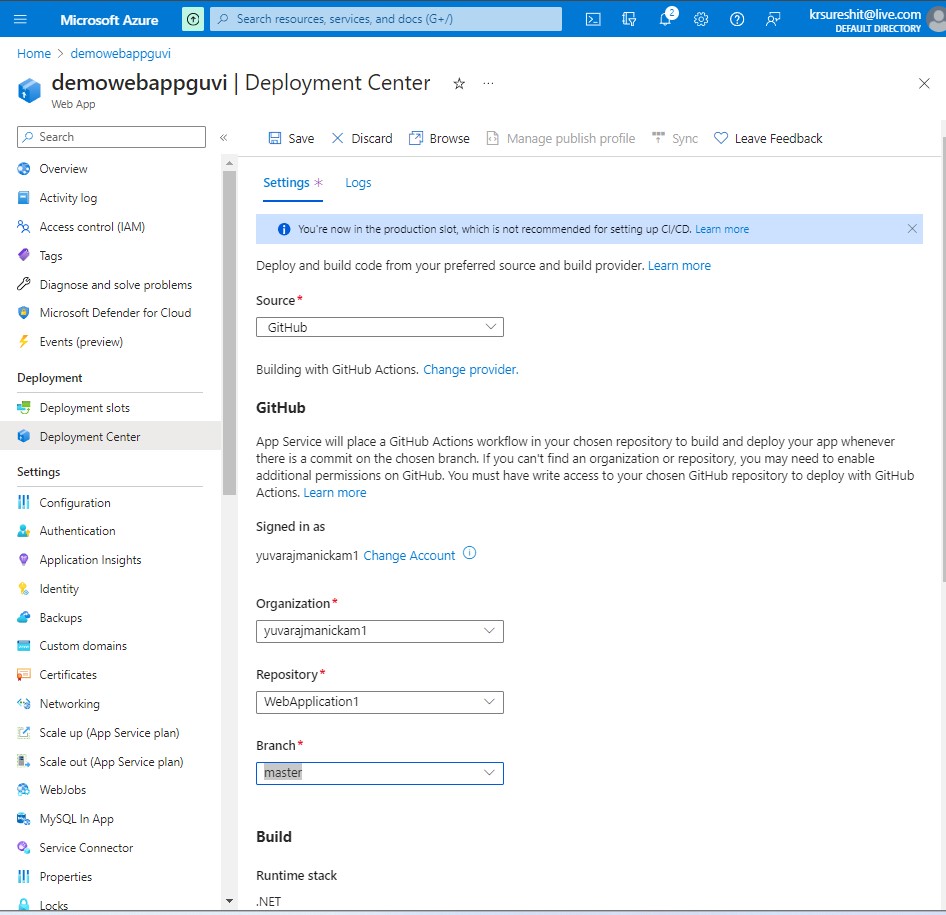 Microsoft Azure
Search resources, services, and docs (G+/)
2
krsureshit@live.com
DEFAULT DIRECTORY
Home > demowebappguvi
demowebappguvi | Deployment Center
Web App
Search
Overview
Activity log
Access control (IAM)
Tags
Diagnose and solve problems
Microsoft Defender for Cloud
Events (preview)
Deployment
Deployment slots
Deployment Center
Settings
Configuration
Authentication
Application Insights
Identity
Backups
Custom domains
Certificates
Networking
Scale up (App Service plan)
Scale out (App Service plan)
WebJobs
MySQL In App
Service Connector
Properties
Locks
Save Discard Browse Manage publish profile Sync Leave Feedback
Settings * Logs
You're now in the production slot, which is not recommended for setting up CI/CD. Learn more
Deploy and build code from your preferred source and build provider. Learn more
Source*
GitHub
Building with GitHub Actions. Change provider.
GitHub
App Service will place a GitHub Actions workflow in your chosen repository to build and deploy your app whenever
there is a commit on the chosen branch. If you can't find an organization or repository, you may need to enable
additional permissions on GitHub. You must have write access to your chosen GitHub repository to deploy with GitHub
Actions. Learn more
Signed in as
yuvarajmanickam1 Change Account
Organization*
yuvarajmanickam1
Repository*
WebApplication1
Branch*
master
Build
Runtime stack
.NET